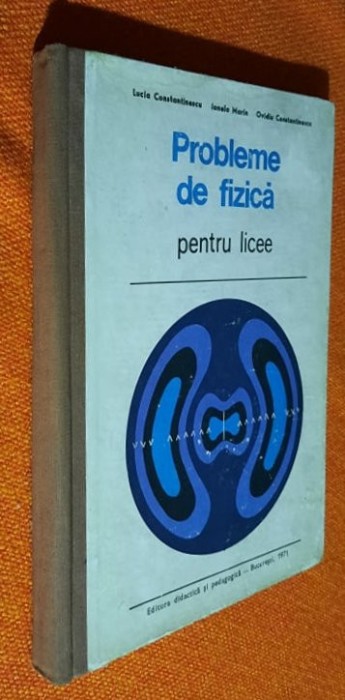 Lucia Constantinescu Ionela Marin Ovidiu Constantinescu
Probleme
de fizică
pentru licee
Editura didactică și pedagogică — București, 1971